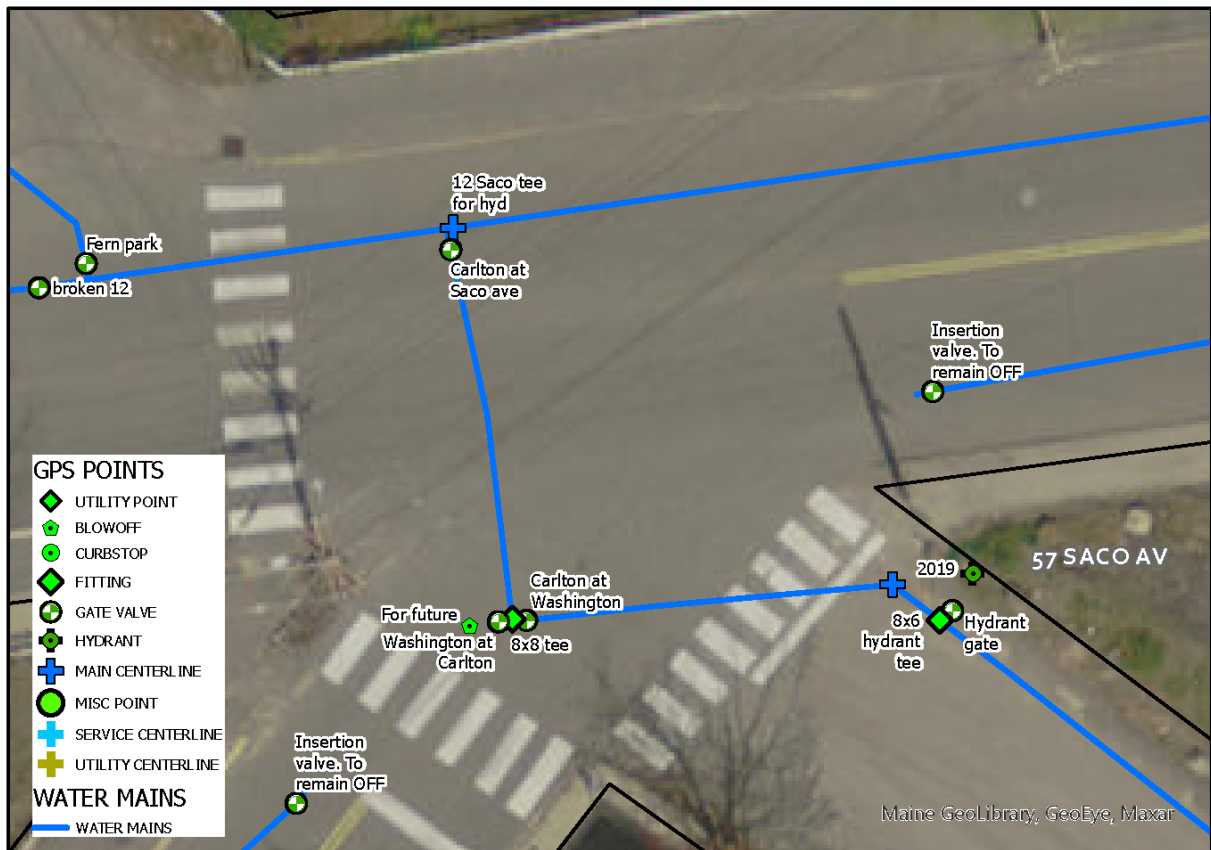 12 Saco tee
for hyd
Fern park
broken 12
Carlton at
Saco ave
Insertion
valve. To
remain OFF
GPS POINTS
UTILITY POINT
BLOWOFF
CURBSTOP
FITTING
GATE VALVE
HYDRANT
MAIN CENTERLINE
MISC POINT
SERVICE CENTERLINE
UTILITY CENTERLINE
WATER MAINS
WATER MAINS
57 SACO AV
2019
Carlton at
Washington
For future
Washington at
Carlton
8x8 tee
8x6
hydrant
tee
Hydrant
gate
Insertion
valve. To
remain OFF
Maine GeoLibrary, GeoEye, Maxar